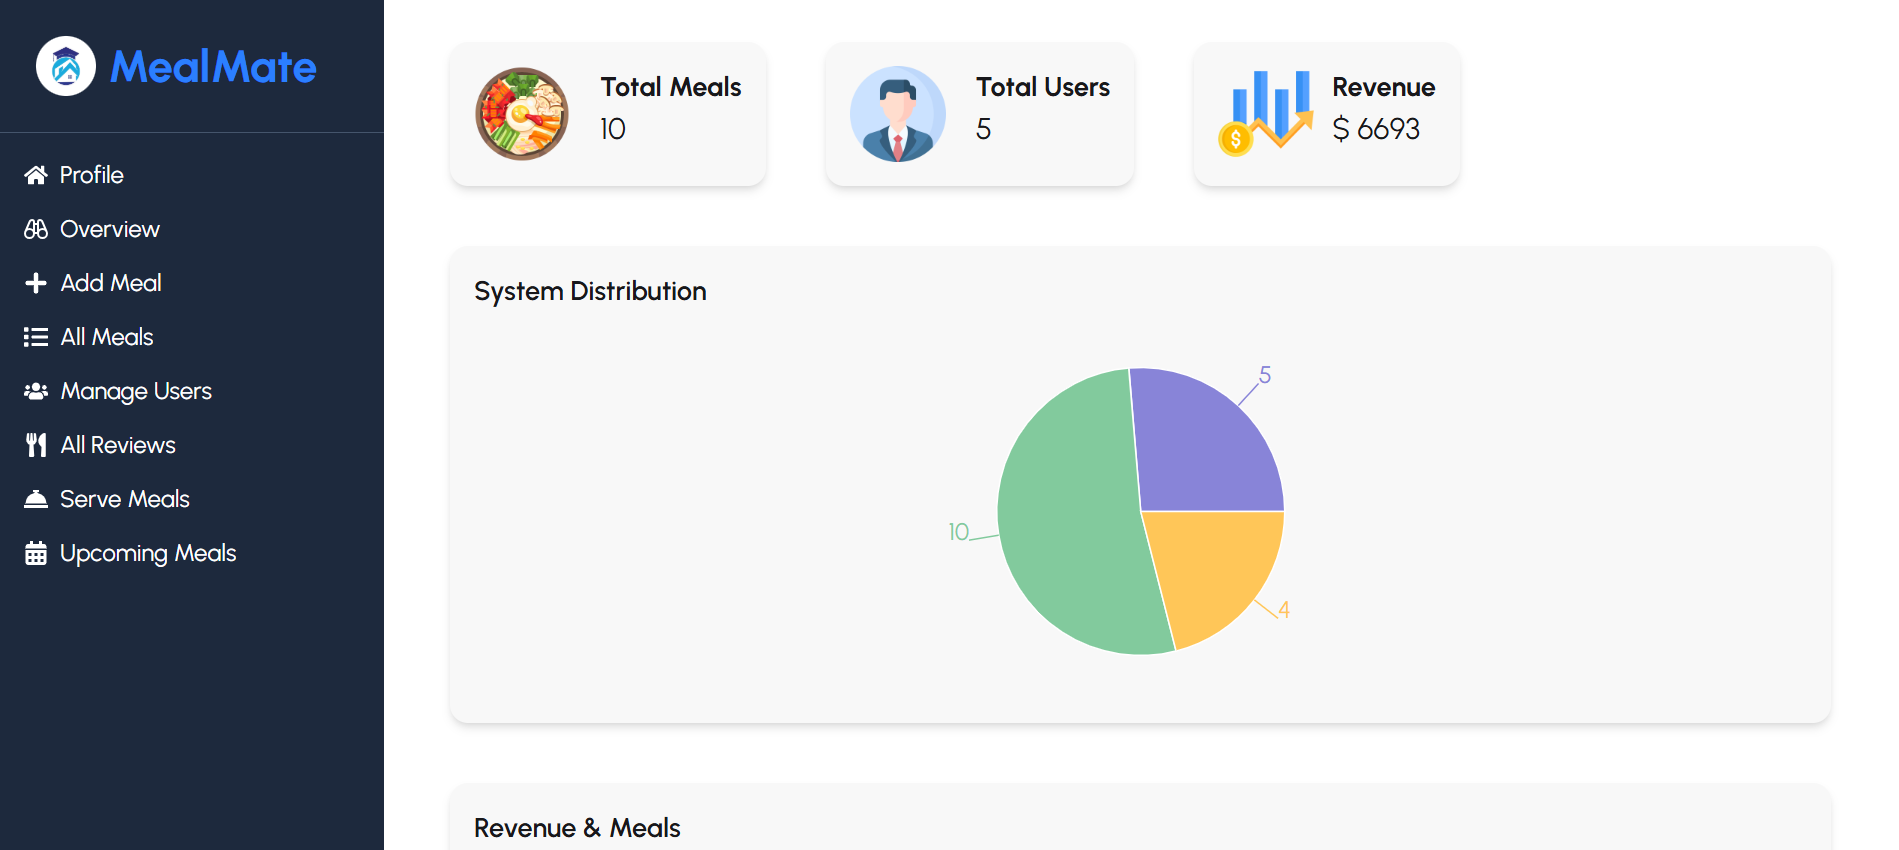 MealMate
Profile
Overview
Add Meal
All Meals
Manage Users
All Reviews
Serve Meals
Upcoming Meals
Total Meals
10
Total Users
5
$
Revenue
$ 6693
System Distribution
5
10
4
Revenue & Meals